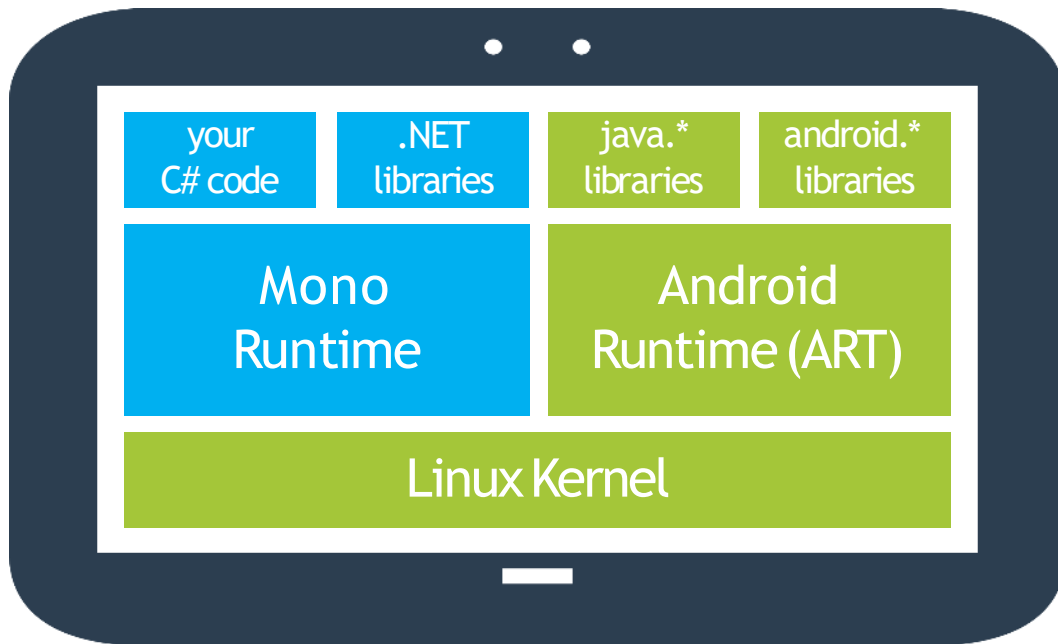 your
C# code
.NET
libraries
java.*
libraries
android.*
libraries
Mono
Runtime
Android
Runtime (ART)
Linux Kernel